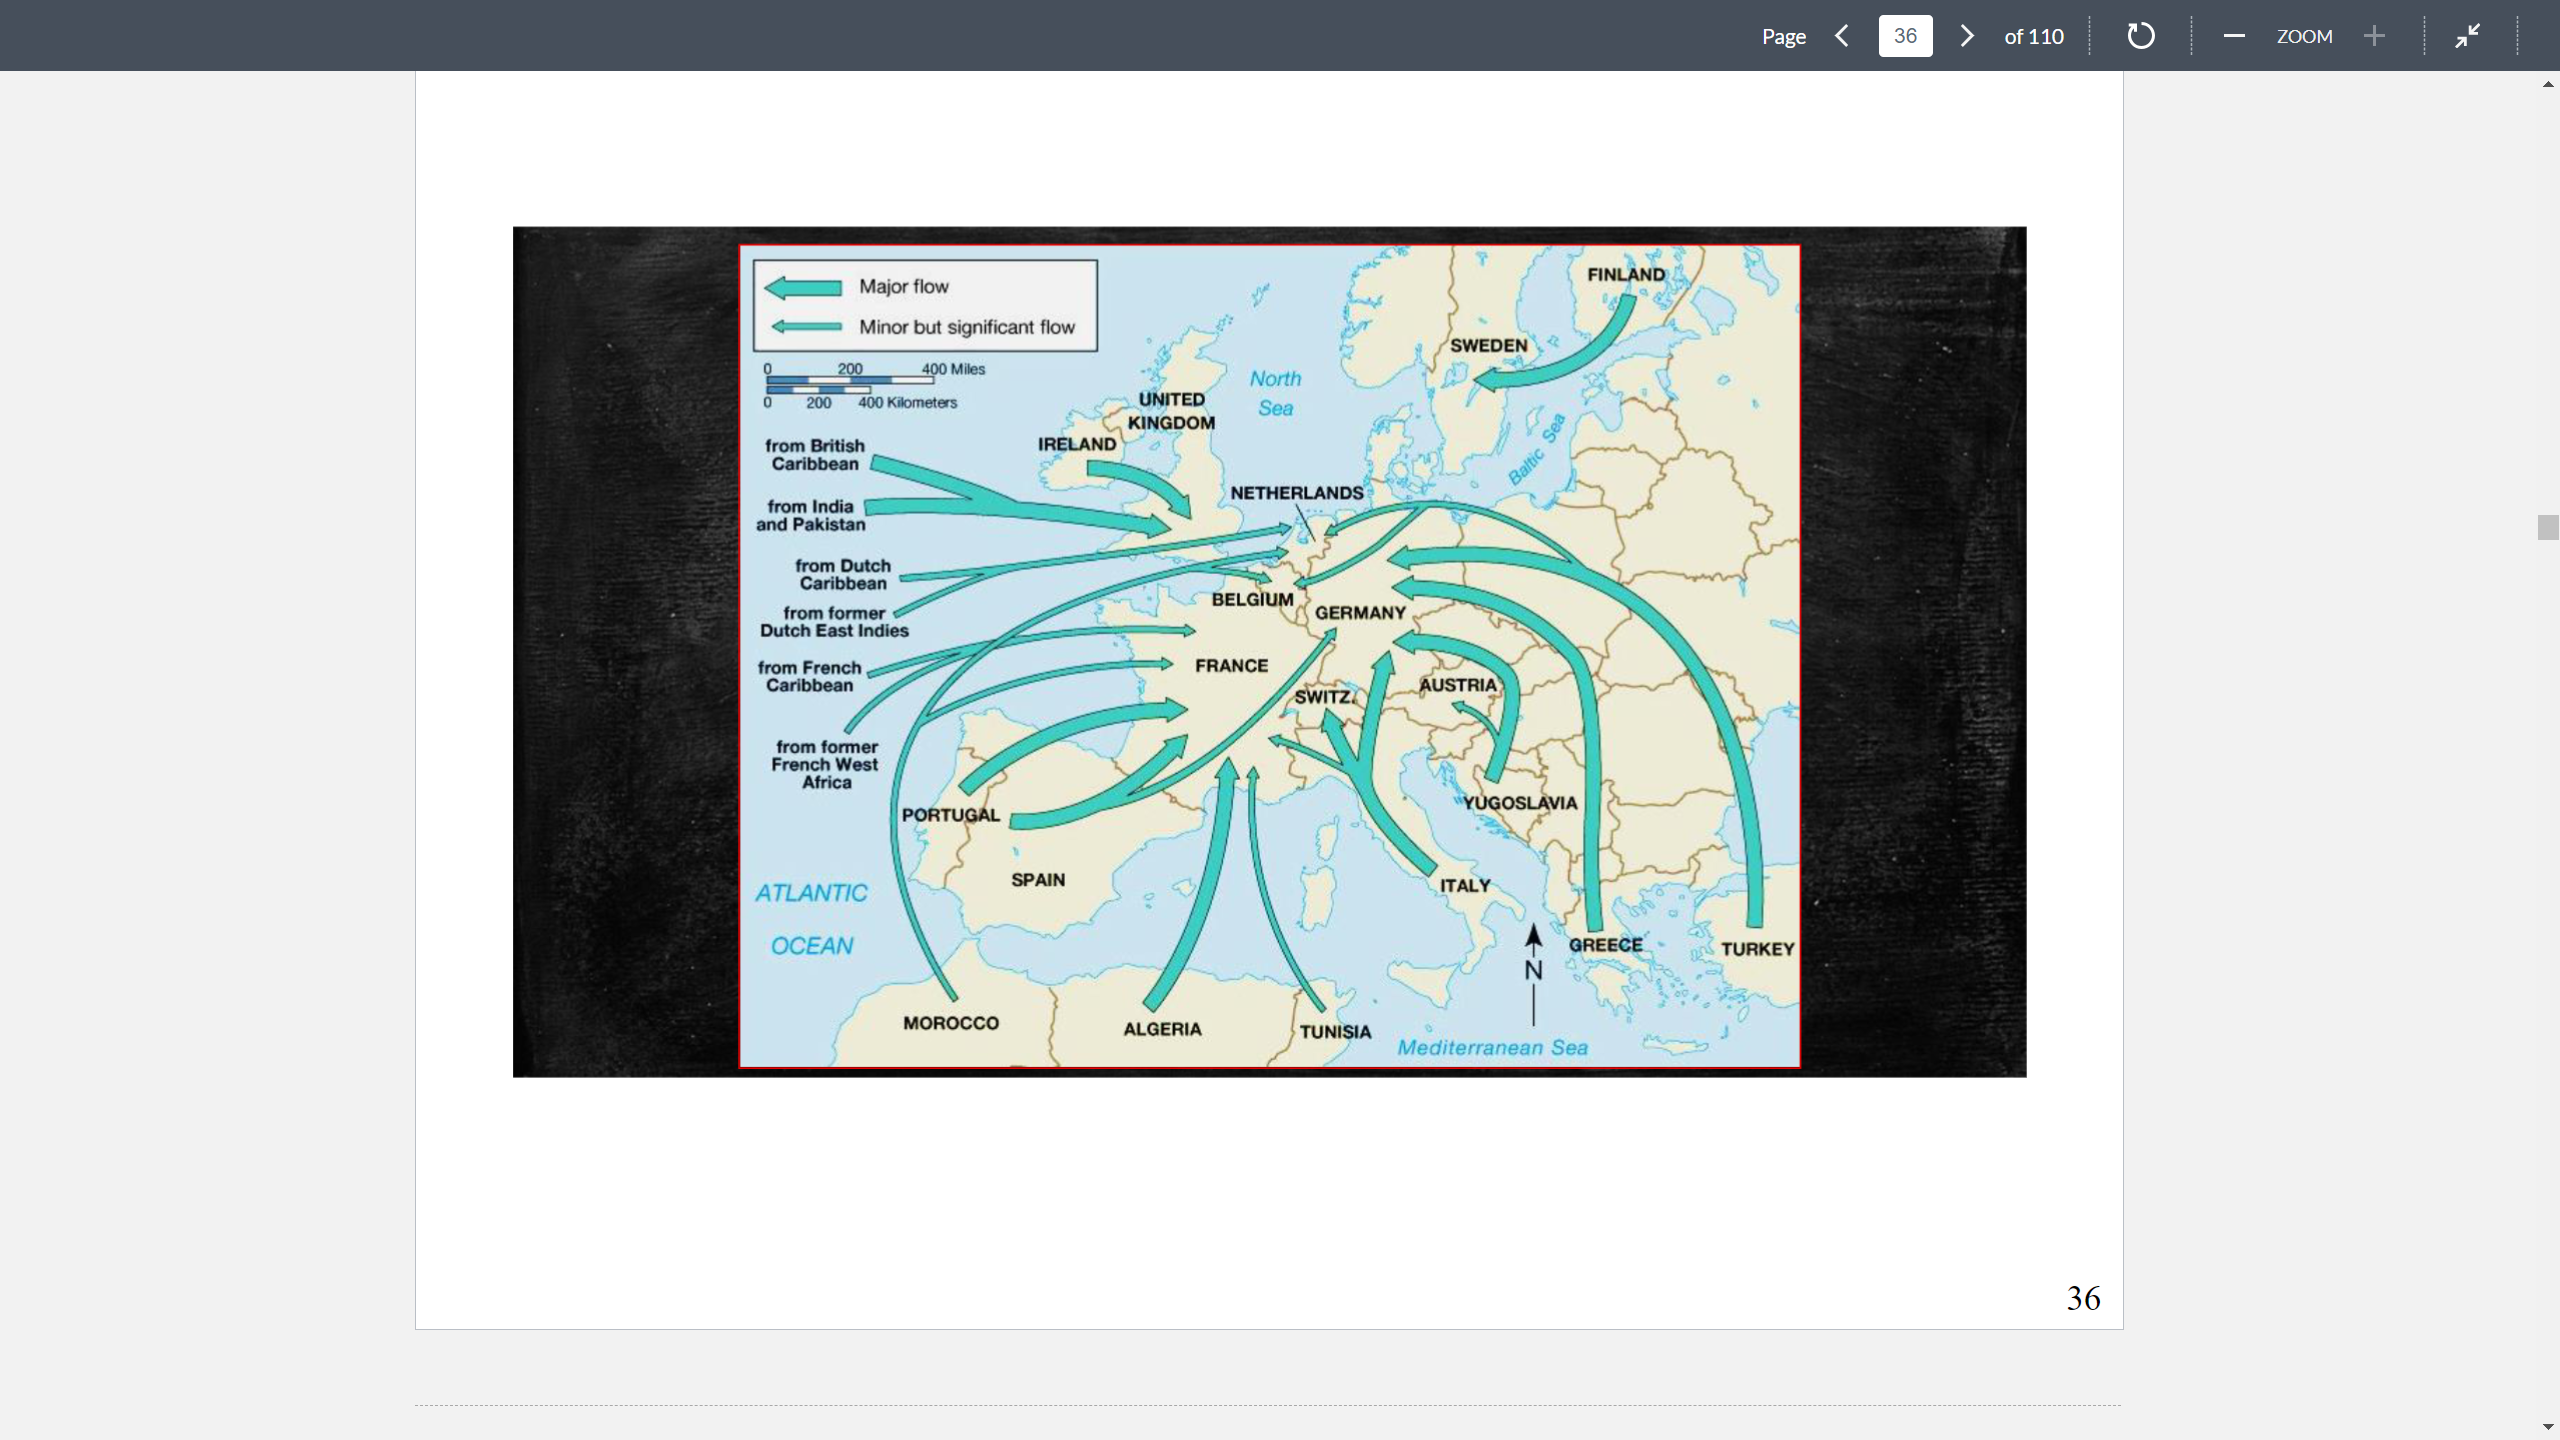 Page 36 of 110 ZOOM
Major flow
Minor but significant flow
0 200 400 Miles
0 200 400 Kilometers
FINLAND
SWEDEN
North
Sea
UNITED
KINGDOM
IRELAND
Baltic Sea
from British
Caribbean
NETHERLANDS
from India
and Pakistan
from Dutch
Caribbean
BELGIUM
GERMANY
from former
Dutch East Indies
from French
Caribbean
FRANCE
SWITZ.
AUSTRIA
from former
French West
Africa
PORTUGAL
YUGOSLAVIA
SPAIN
ITALY
ATLANTIC
OCEAN
GREECE
TURKEY
N
MOROCCO
ALGERIA
TUNISIA
Mediterranean Sea
36